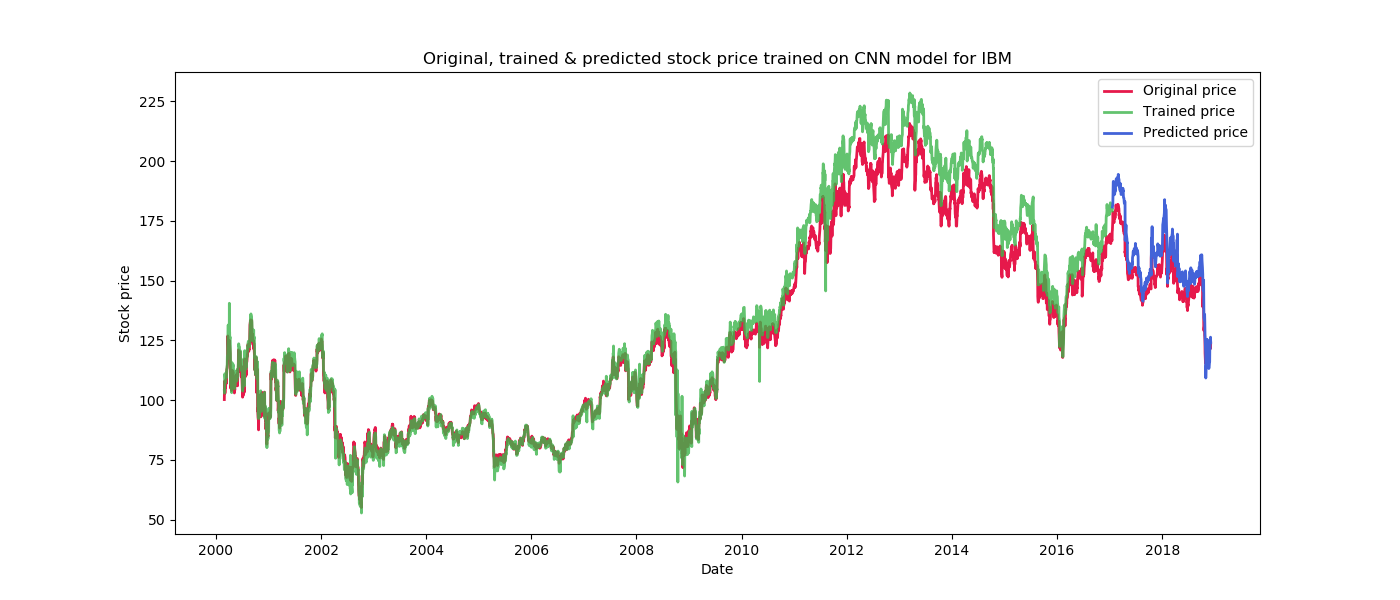 Original, trained & predicted stock price trained on CNN model for IBM
Original price
Trained price
Predicted price
225
200
175
150
125
100
75
50
Stock price
2000 2002 2004 2006 2008 2010 2012 2014 2016 2018
Date